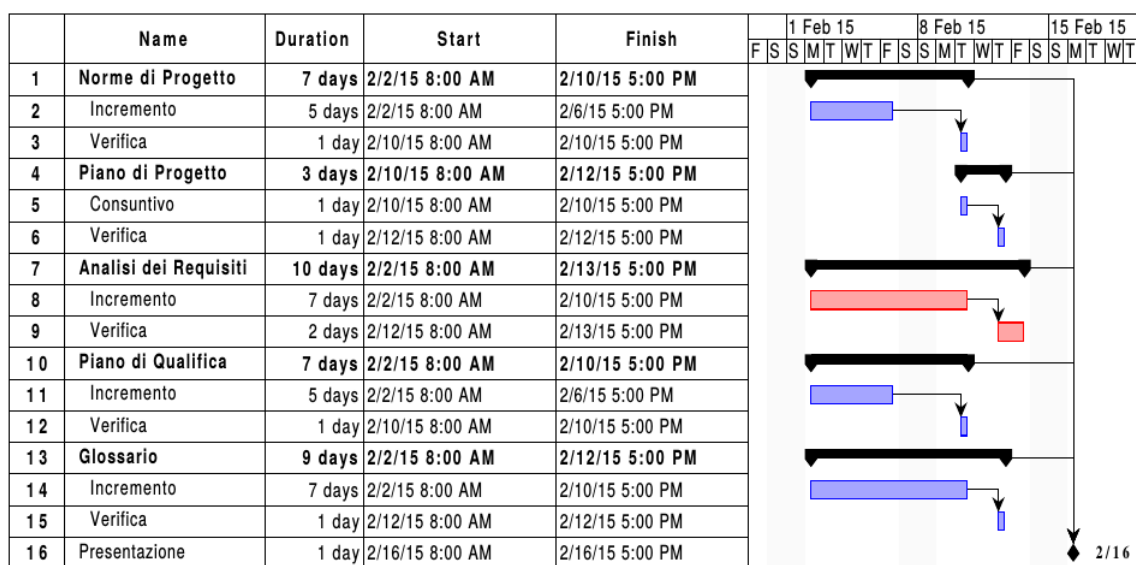 1 Feb 15 8 Feb 15 15 Feb 15
Name Duration Start Finish
F S S M T W T F S S M T W T F S S M T W T
1 Norme di Progetto 7 days 2/2/15 8:00 AM 2/10/15 5:00 PM
2 Incremento 5 days 2/2/15 8:00 AM 2/6/15 5:00 PM
3 Verifica 1 day 2/10/15 8:00 AM 2/10/15 5:00 PM
4 Piano di Progetto 3 days 2/10/15 8:00 AM 2/12/15 5:00 PM
5 Consuntivo 1 day 2/10/15 8:00 AM 2/10/15 5:00 PM
6 Verifica 1 day 2/12/15 8:00 AM 2/12/15 5:00 PM
7 Analisi dei Requisiti 10 days 2/2/15 8:00 AM 2/13/15 5:00 PM
8 Incremento 7 days 2/2/15 8:00 AM 2/10/15 5:00 PM
9 Verifica 2 days 2/12/15 8:00 AM 2/13/15 5:00 PM
10 Piano di Qualifica 7 days 2/2/15 8:00 AM 2/10/15 5:00 PM
11 Incremento 5 days 2/2/15 8:00 AM 2/6/15 5:00 PM
12 Verifica 1 day 2/10/15 8:00 AM 2/10/15 5:00 PM
13 Glossario 9 days 2/2/15 8:00 AM 2/12/15 5:00 PM
14 Incremento 7 days 2/2/15 8:00 AM 2/10/15 5:00 PM
15 Verifica 1 day 2/12/15 8:00 AM 2/12/15 5:00 PM
16 Presentazione 1 day 2/16/15 8:00 AM 2/16/15 5:00 PM 2/16